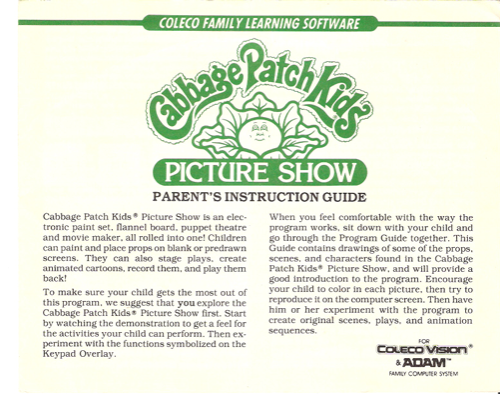 COLECO FAMILY LEARNING SOFTWARE
Cabbage Patch Kids
PICTURE SHOW
PARENT'S INSTRUCTION GUIDE
Cabbage Patch Kids® Picture Show is an elec-
tronic paint set, flannel board, puppet theatre
and movie maker, all rolled into one! Children
can paint and place props on blank or predrawn
screens. They can also stage plays, create
animated cartoons, record them, and play them
back!
To make sure your child gets the most out of
this program, we suggest that you explore the
Cabbage Patch Kids® Picture Show first. Start
by watching the demonstration to get a feel for
the activities your child can perform. Then ex-
periment with the functions symbolized on the
Keypad Overlay.
When you feel comfortable with the way the
program works, sit down with your child and
go through the Program Guide together. This
Guide contains drawings of some of the props,
scenes, and characters found in the Cabbage
Patch Kids® Picture Show, and will provide a
good introduction to the program. Encourage
your child to color in each picture, then try to
reproduce it on the computer screen. Then have
him or her experiment with the program to
create original scenes, plays, and animation
sequences.
FOR
COLECOVISION®
& ADAM™
FAMILY COMPUTER SYSTEM